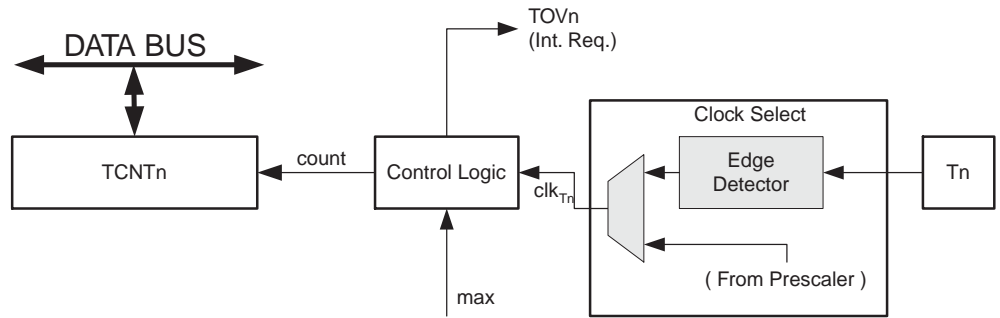 TOVn
(Int. Req.)
DATA BUS
Clock Select
TCNTn
count
Control Logic
clkTn
Edge
Detector
Tn
( From Prescaler )
max